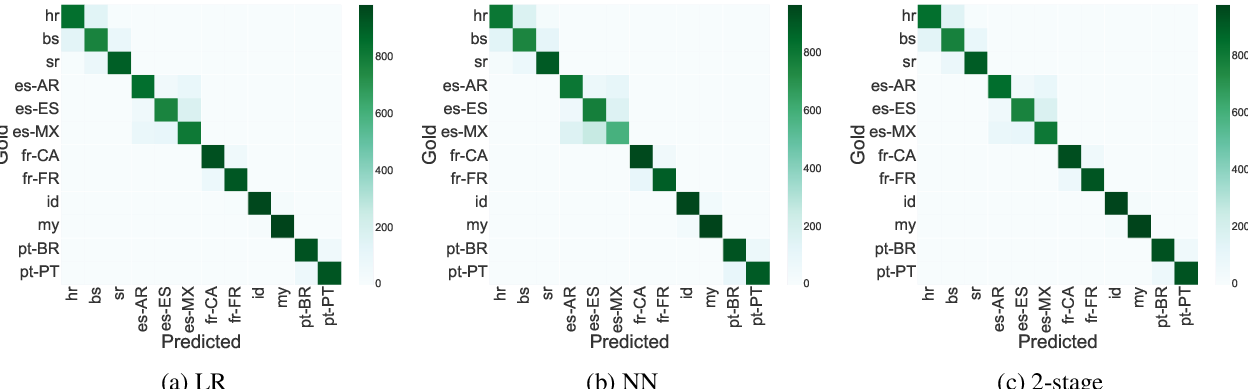 hr
bs
sr
es-AR
es-ES
es-MX
fr-CA
fr-FR
id
my
pt-BR
pt-PT
Gold
hr bs sr es-AR es-ES es-MX fr-CA fr-FR id my pt-BR pt-PT
Predicted
800
600
400
200
0
(a) LR
hr
bs
sr
es-AR
es-ES
es-MX
fr-CA
fr-FR
id
my
pt-BR
pt-PT
Gold
hr bs sr es-AR es-ES es-MX fr-CA fr-FR id my pt-BR pt-PT
Predicted
800
600
400
200
0
(b) NN
hr
bs
sr
es-AR
es-ES
es-MX
fr-CA
fr-FR
id
my
pt-BR
pt-PT
Gold
hr bs sr es-AR es-ES es-MX fr-CA fr-FR id my pt-BR pt-PT
Predicted
800
600
400
200
0
(c) 2-stage